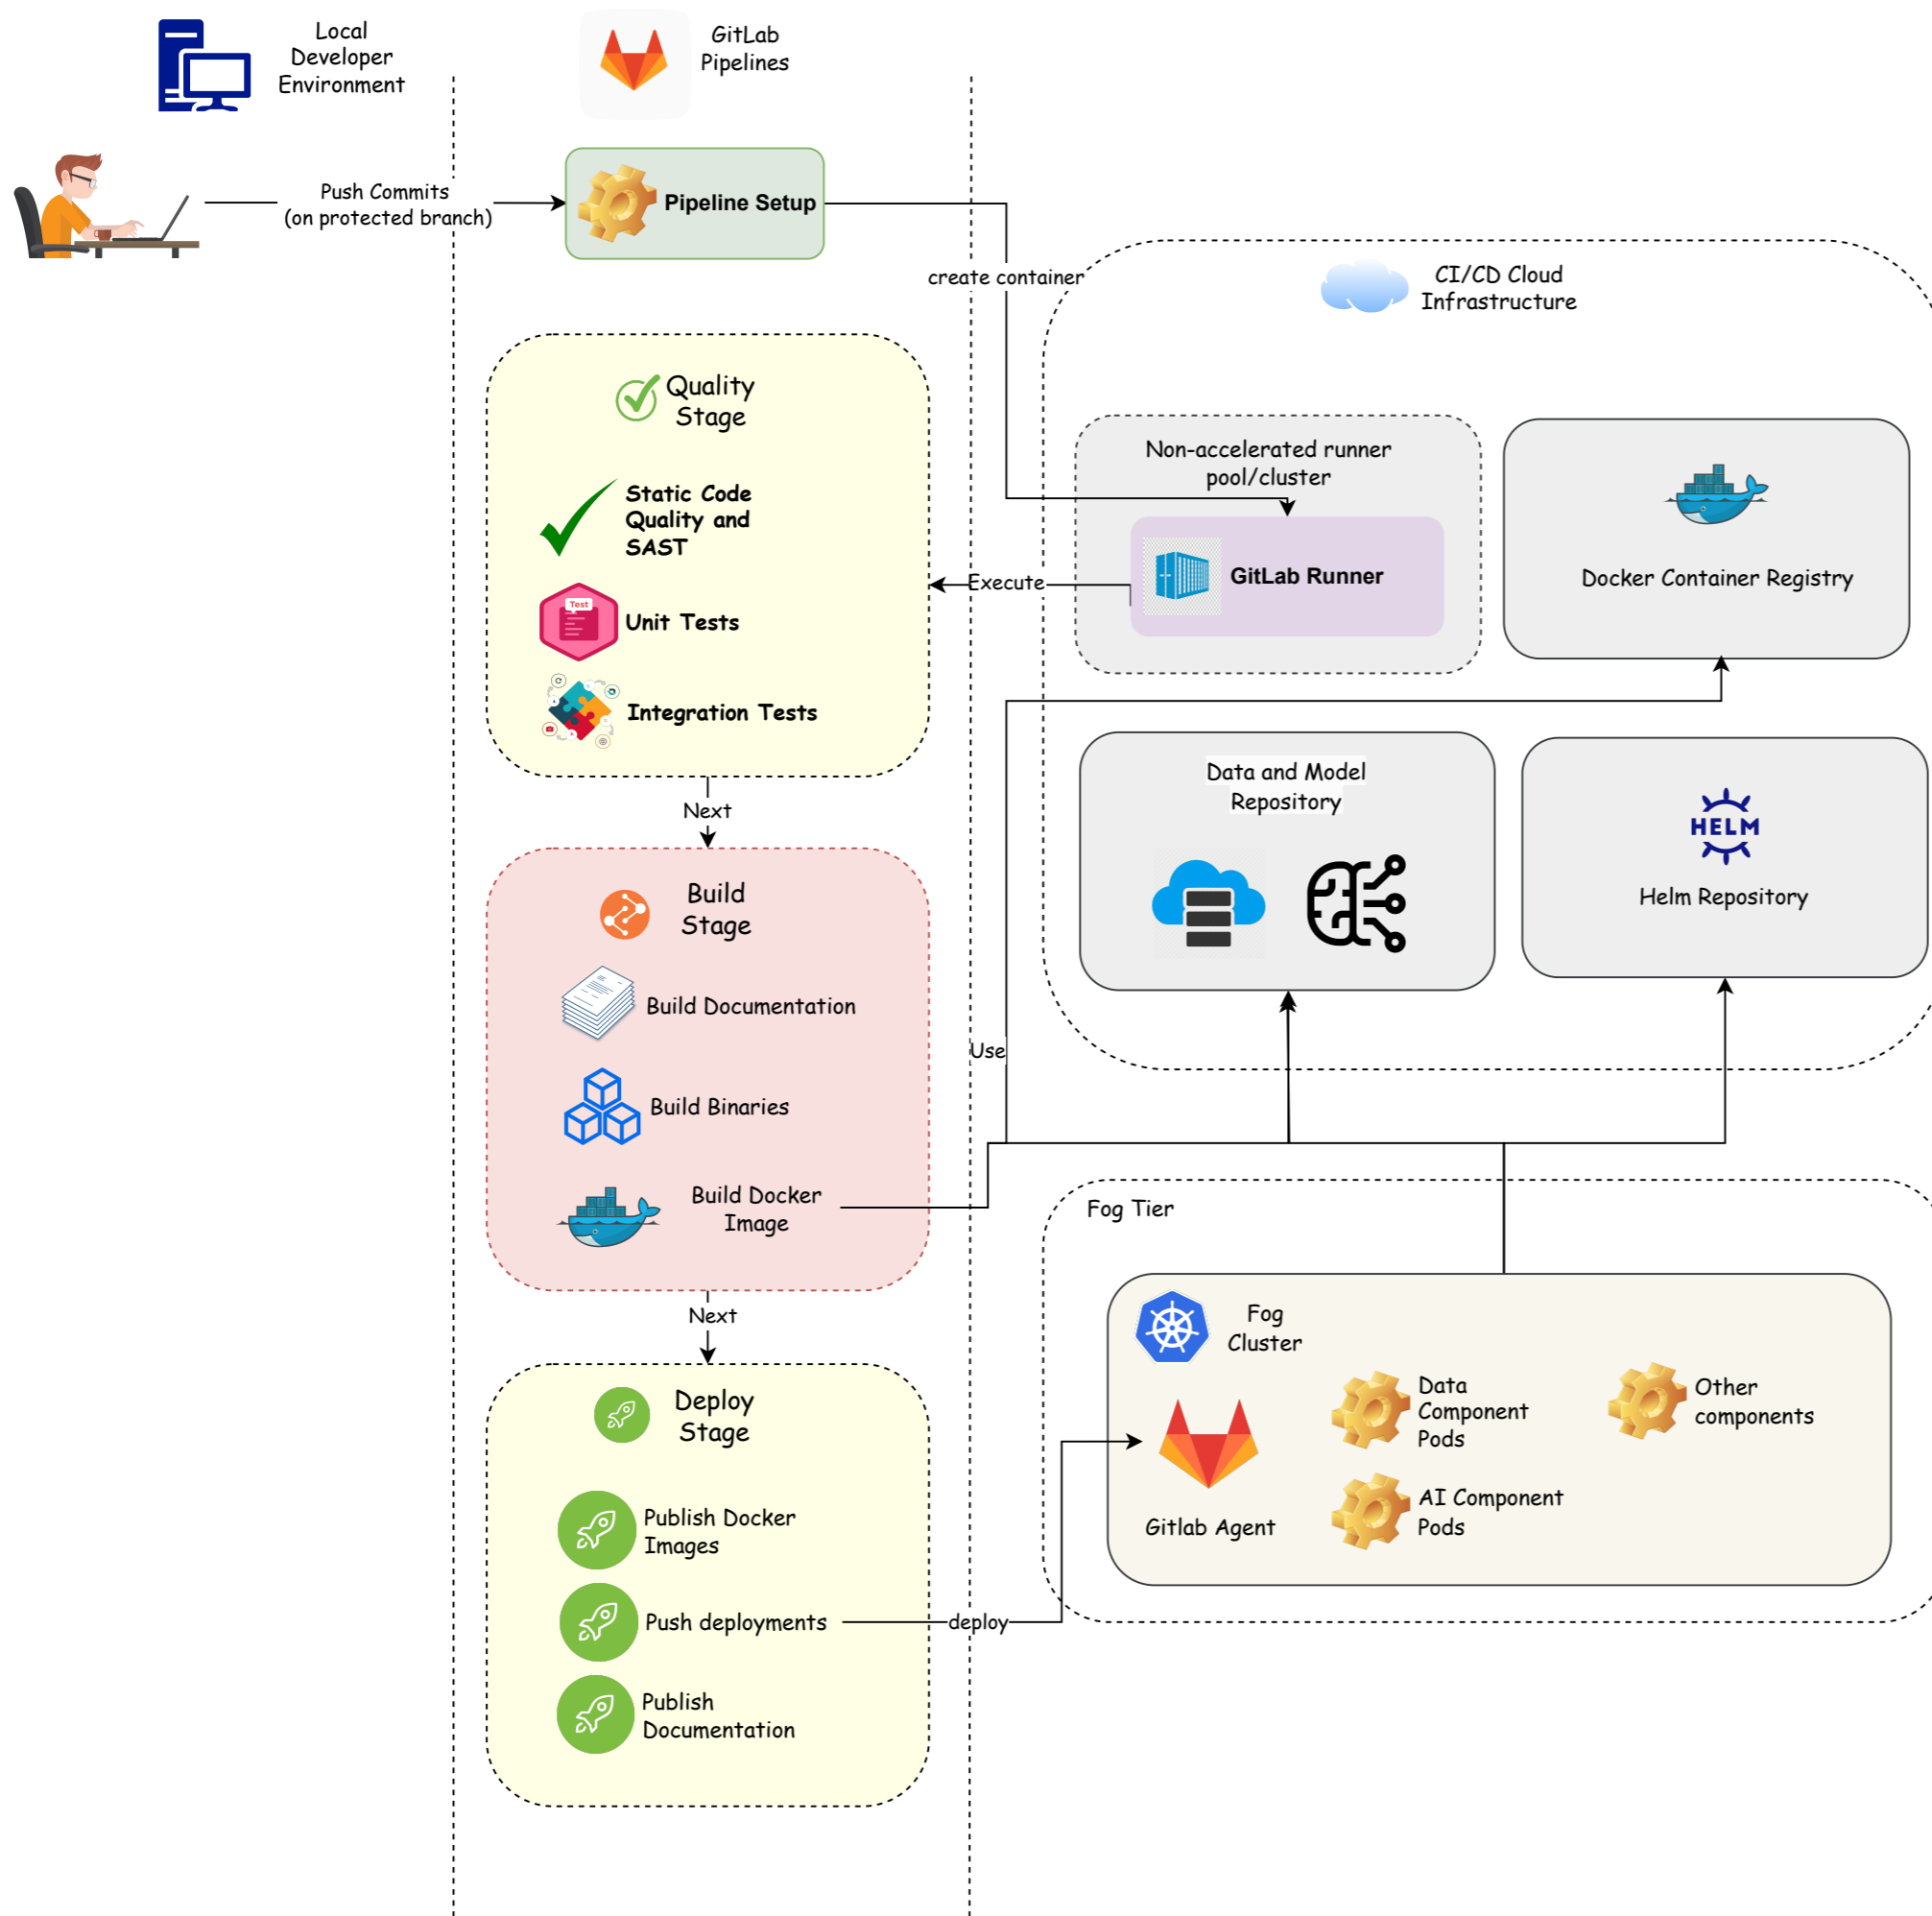 Local
Developer
Environment
GitLab
Pipelines
Push Commits
(on protected branch)
Pipeline Setup
create container
CI/CD Cloud
Infrastructure
Quality
Stage
Static Code
Quality and
SAST
Test
Unit Tests
Integration Tests
Non-accelerated runner
pool/cluster
GitLab Runner
Execute
Docker Container Registry
Next
Data and Model
Repository
HELM
Helm Repository
Build
Stage
Build Documentation
Build Binaries
Build Docker
Image
Use
Next
Fog Tier
Fog
Cluster
Gitlab Agent
Data
Component
Pods
AI Component
Pods
Other
components
Deploy
Stage
Publish Docker
Images
Push deployments
deploy
Publish
Documentation